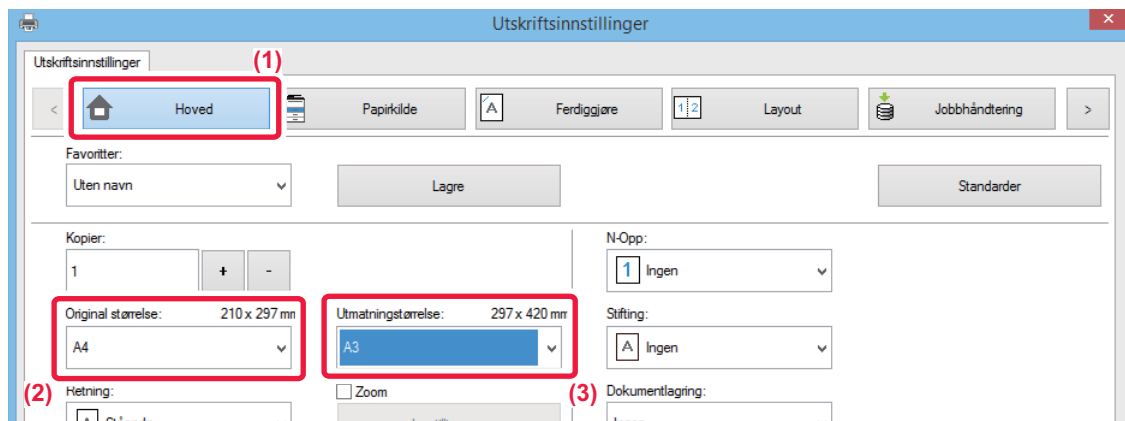 Utskriftsinnstillinger
Utskriftsinnstillinger
(1)
< Hoved Papirkilde Ferdiggjøre Layout Jobbhåndtering >
Favoritter:
Uten navn Lagre Standarder
Kopier: N-Opp:
1 + - 1 Ingen
Original størrelse: 210 x 297 mm Utmatningstørrelse: 297 x 420 mm Stifting:
A4 A3 A Ingen
(2) Retning: Zoom (3) Dokumentlagring: